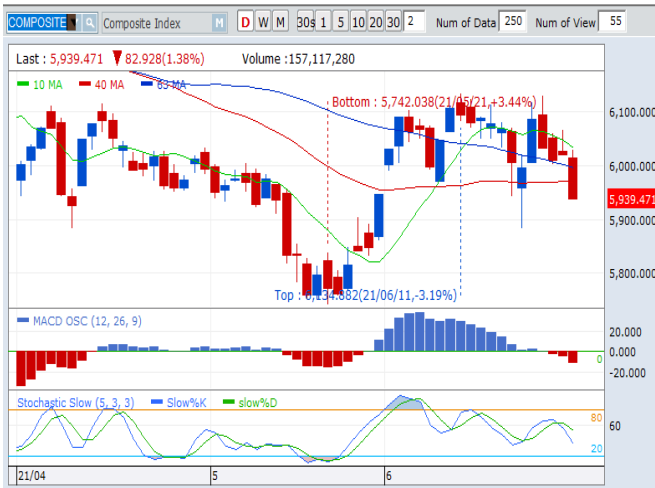 COMPOSITE Composite Index M D W M 30s 1 5 10 20 30 2 Num of Data 250 Num of View 55
Last : 5,939.471 ▼ 82.928(1.38%) Volume :157,117,280
10 MA 40 MA 63 MA
Bottom : 5,742.038(21/05/21,+3.44%)
6,100.000
6,000.000
5,939.471
5,900.000
5,800.000
Top : 6,134.882(21/06/11,-3.19%)
MACD OSC (12, 26, 9)
20.000
0 0.000
-20.000
Stochastic Slow (5, 3, 3) Slow%K slow%D
80
60
20
21/04 5 6